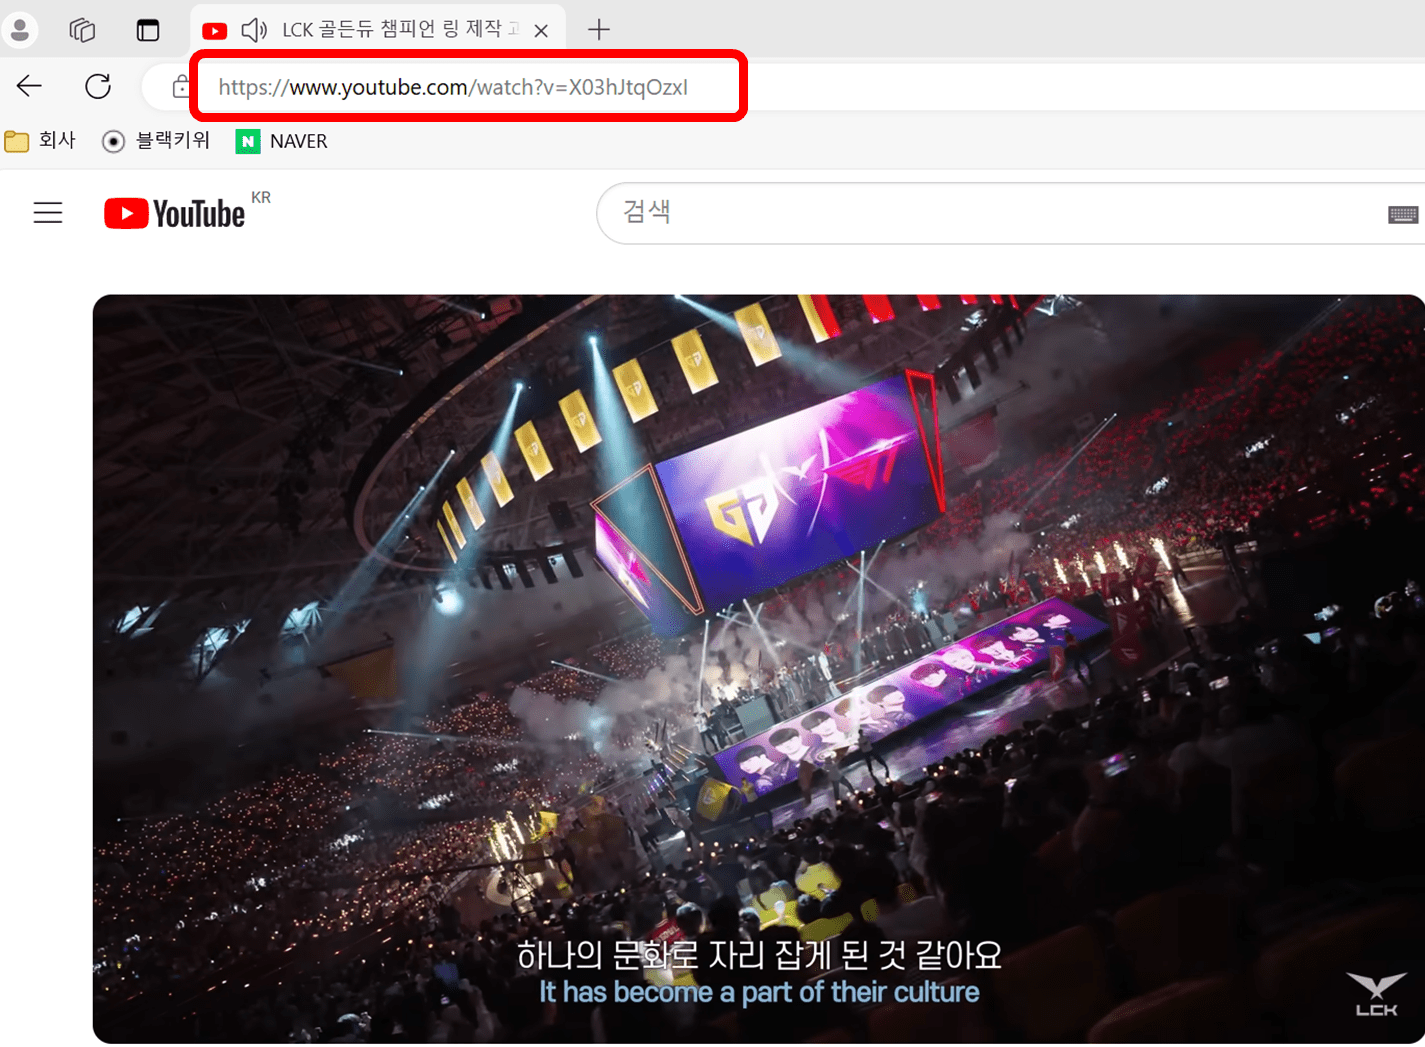 LCK 골든듀 챔피언 링 제작
https://www.youtube.com/watch?v=X03hJtqOzxI
회사
블랙키위
N NAVER
YouTube KR
검색
GG
T1
하나의 문화로 자리 잡게 된 것 같아요
It has become a part of their culture
LCK